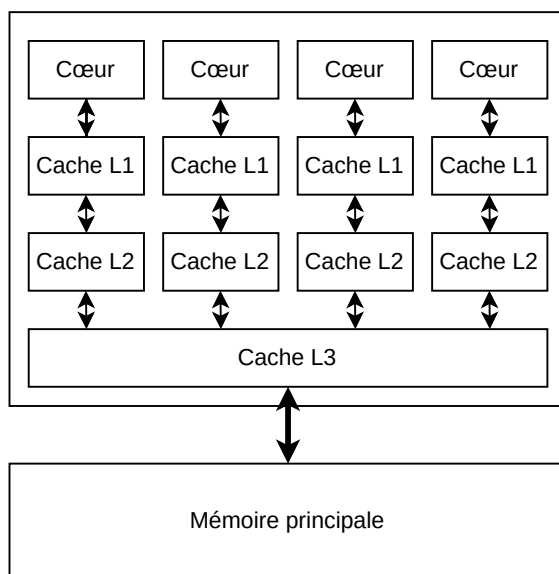 Cœur Cœur Cœur Cœur
Cache L1 Cache L1 Cache L1 Cache L1
Cache L2 Cache L2 Cache L2 Cache L2
Cache L3
Mémoire principale